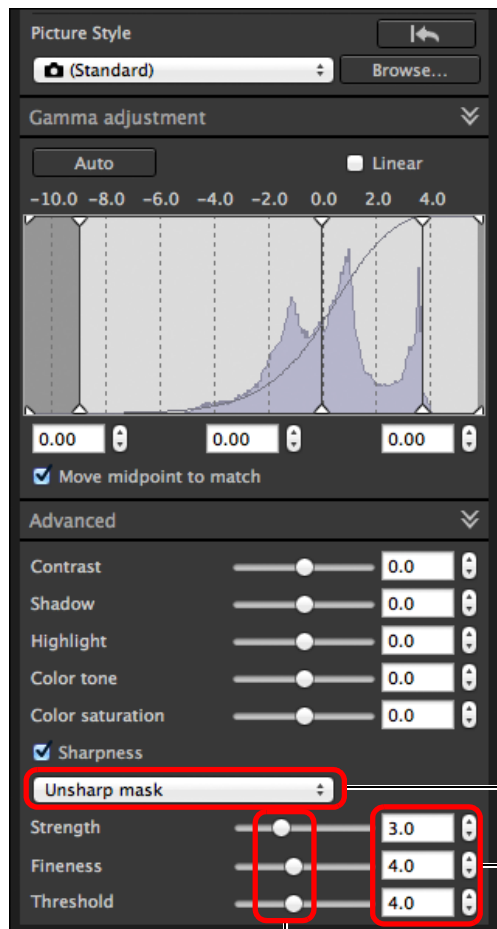 Picture Style
(Standard)
Browse...
Gamma adjustment
Auto
Linear
-10.0 -8.0 -6.0 -4.0 -2.0 0.0 2.0 4.0
0.00 0.00 0.00
Move midpoint to match
Advanced
Contrast 0.0
Shadow 0.0
Highlight 0.0
Color tone 0.0
Color saturation 0.0
Sharpness
Unsharp mask
Strength 3.0
Fineness 4.0
Threshold 4.0